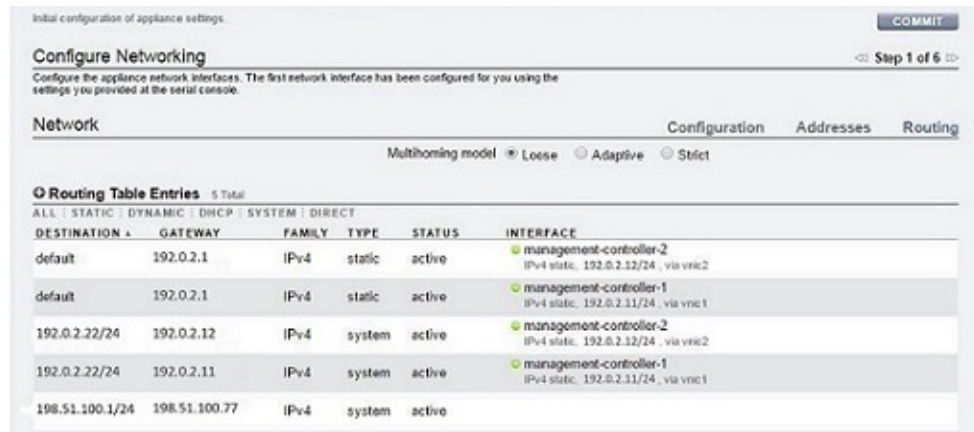 Initial configuration of appliance settings.
COMMIT
Configure Networking
Step 1 of 6
Configure the appliance network interfaces. The first network interface has been configured for you using the
settings you provided at the serial console.
Network
Configuration Addresses Routing
Multihoming model Loose Adaptive Strict
Routing Table Entries 5 Total
ALL | STATIC | DYNAMIC | DHCP | SYSTEM | DIRECT
DESTINATION GATEWAY FAMILY TYPE STATUS INTERFACE
default 192.0.2.1 IPv4 static active management-controller-2
IPv4 static, 192.0.2.12/24 , via vnic2
default 192.0.2.1 IPv4 static active management-controller-1
IPv4 static, 192.0.2.11/24 , via vnic1
192.0.2.22/24 192.0.2.12 IPv4 system active management-controller-2
IPv4 static, 192.0.2.12/24 , via vnic2
192.0.2.22/24 192.0.2.11 IPv4 system active management-controller-1
IPv4 static, 192.0.2.11/24 , via vnic1
198.51.100.1/24 198.51.100.77 IPv4 system active